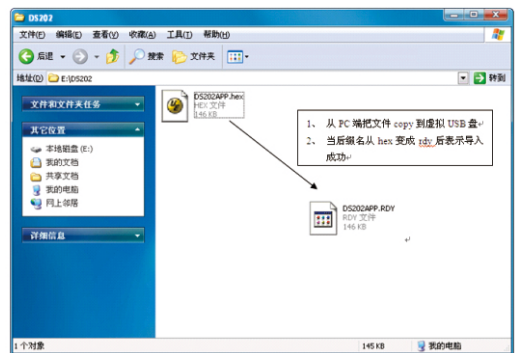 DS202
文件(F) 编辑(E) 查看(V) 收藏(A) 工具(T) 帮助(H)
后退 搜索 文件夹
地址(D) E:\DS202 转到
文件和文件夹任务
其它位置
本地磁盘 (E:)
我的文档
共享文档
我的电脑
网上邻居
详细信息
DS202APP.hex
HEX 文件
146 KB
1、 从 PC 端把文件 copy 到虚拟 USB 盘
2、 当后缀名从 hex 变成 rdy 后表示导入
成功
DS202APP.RDY
RDY 文件
146 KB
1 个对象 145 KB 我的电脑